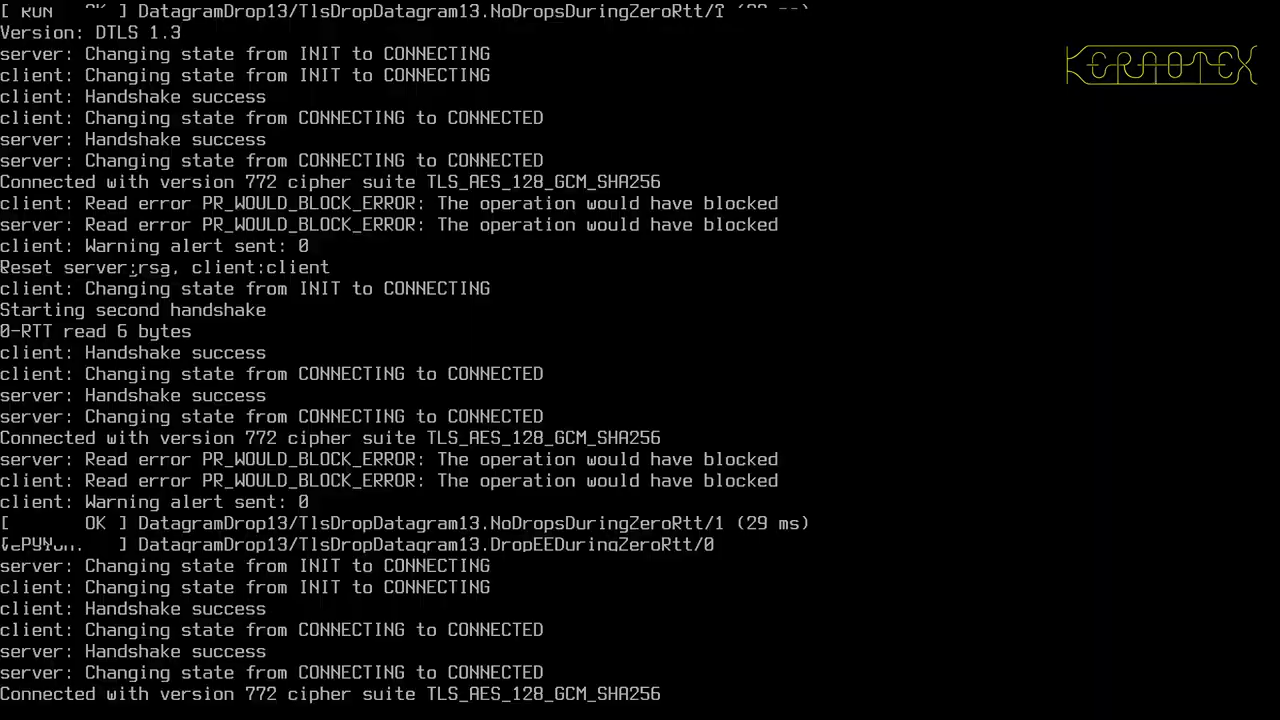 [ RUN OK ] DatagramDrop13/TlsDropDatagram13.NoDropsDuringZeroRtt/1 ms)
Version: DTLS 1.3
server: Changing state from INIT to CONNECTING
client: Changing state from INIT to CONNECTING
client: Handshake success
client: Changing state from CONNECTING to CONNECTED
server: Handshake success
server: Changing state from CONNECTING to CONNECTED
Connected with version 772 cipher suite TLS_AES_128_GCM_SHA256
client: Read error PR_WOULD_BLOCK_ERROR: The operation would have blocked
server: Read error PR_WOULD_BLOCK_ERROR: The operation would have blocked
client: Warning alert sent: 0
Reset server:rsa, client:client
client: Changing state from INIT to CONNECTING
Starting second handshake
0-RTT read 6 bytes
client: Handshake success
client: Changing state from CONNECTING to CONNECTED
server: Handshake success
server: Changing state from CONNECTING to CONNECTED
Connected with version 772 cipher suite TLS_AES_128_GCM_SHA256
server: Read error PR_WOULD_BLOCK_ERROR: The operation would have blocked
client: Read error PR_WOULD_BLOCK_ERROR: The operation would have blocked
client: Warning alert sent: 0
[       OK ] DatagramDrop13/TlsDropDatagram13.NoDropsDuringZeroRtt/1 (29 ms)
] DatagramDrop13/TlsDropDatagram13.DropEEDuringZeroRtt/0
server: Changing state from INIT to CONNECTING
client: Changing state from INIT to CONNECTING
client: Handshake success
client: Changing state from CONNECTING to CONNECTED
server: Handshake success
server: Changing state from CONNECTING to CONNECTED
Connected with version 772 cipher suite TLS_AES_128_GCM_SHA256